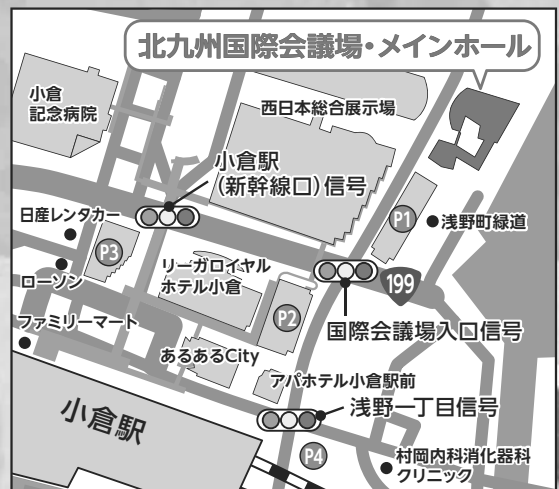 北九州国際会議場・メインホール
小倉
記念病院
西日本総合展示場
小倉駅
(新幹線口)信号
日産レンタカー
P1
浅野町緑道
P3
ローソン
リーガロイヤル
ホテル小倉
199
P2
ファミリーマート
国際会議場入口信号
あるあるCity
アパホテル小倉駅前
小倉駅
浅野一丁目信号
P4
村岡内科消化器科
クリニック